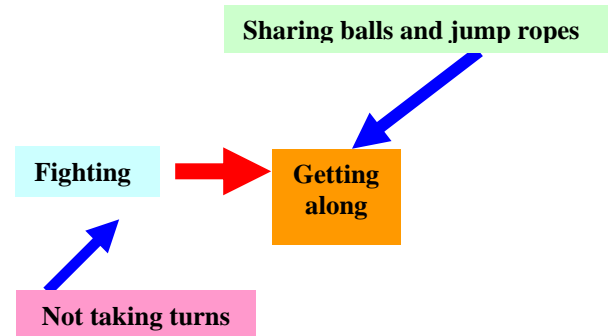 Sharing balls and jump ropes
Fighting
Getting
along
Not taking turns